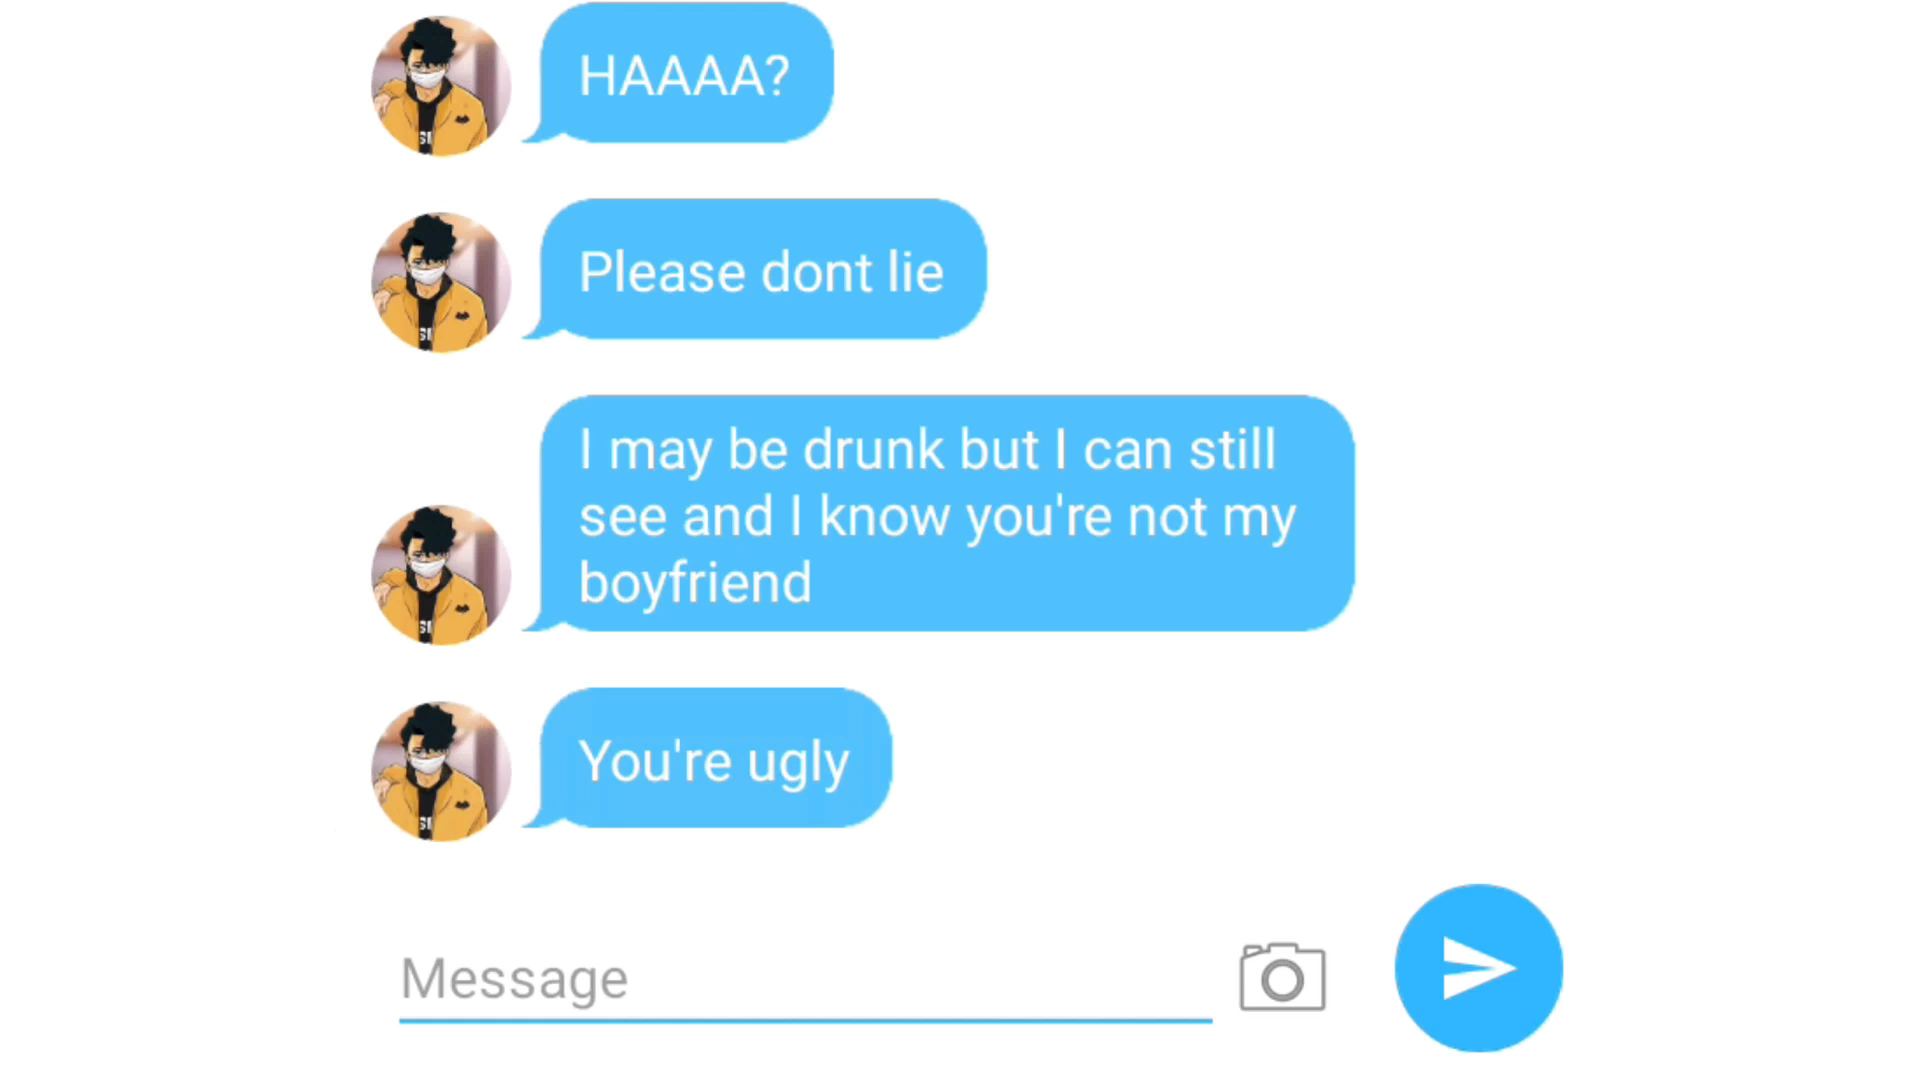 HAAAA?
Please dont lie
I may be drunk but I can still
see and I know you're not my
boyfriend
You're ugly
Message